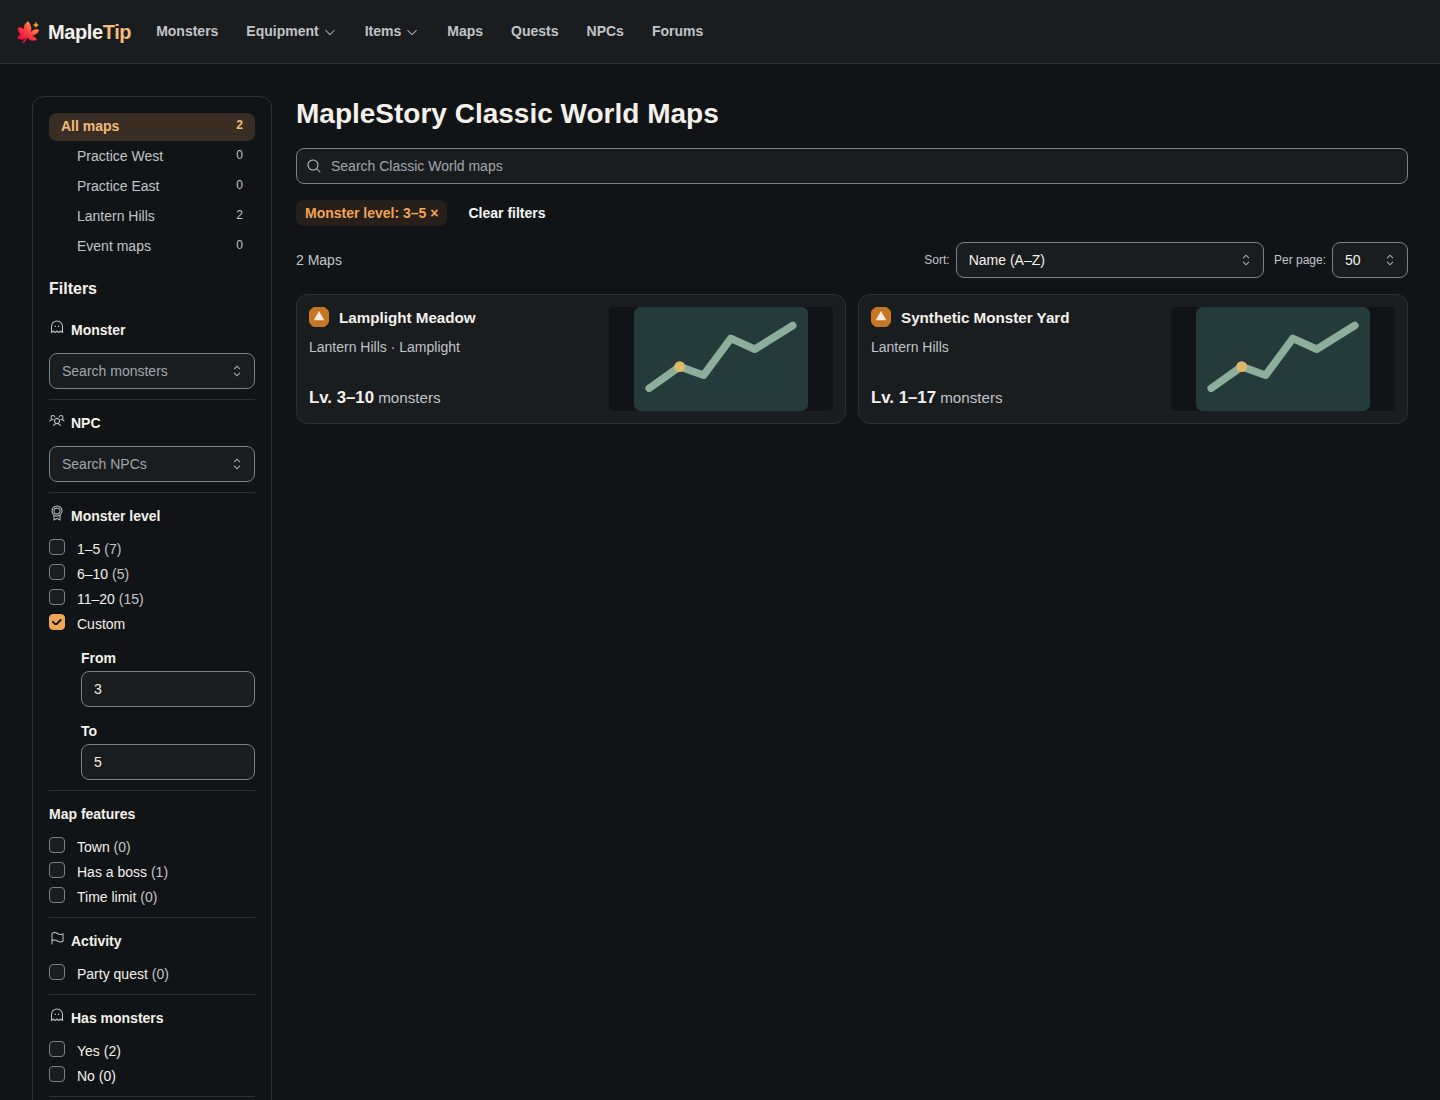 MapleTip
Monsters
Equipment
Items
Maps
Quests
NPCs
Forums
All maps 2
Practice West 0
Practice East 0
Lantern Hills 2
Event maps 0
Filters
Monster
Search monsters
NPC
Search NPCs
Monster level
1–5 (7)
6–10 (5)
11–20 (15)
Custom
From
3
To
5
Map features
Town (0)
Has a boss (1)
Time limit (0)
Activity
Party quest (0)
Has monsters
Yes (2)
No (0)
MapleStory Classic World Maps
Search Classic World maps
Monster level: 3–5 ×
Clear filters
2 Maps
Sort: Name (A–Z)
Per page: 50
Lamplight Meadow
Lantern Hills · Lamplight
Lv. 3–10 monsters
Synthetic Monster Yard
Lantern Hills
Lv. 1–17 monsters